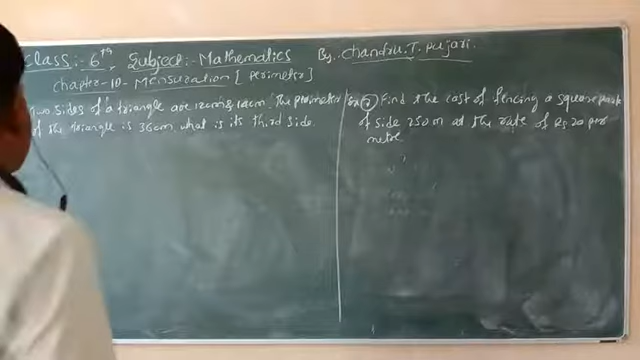 Class:- 6th, Subject:- Mathematics By. Chandru. T. Pujari.
Chapter-10- Mensuration [Perimeter]
Two sides of a triangle are 12cm & 14cm. The perimeter
of the triangle is 36cm what is its third side.
Find the cost of fencing a square park
of side 250 m at the rate of Rs 20 per
metre